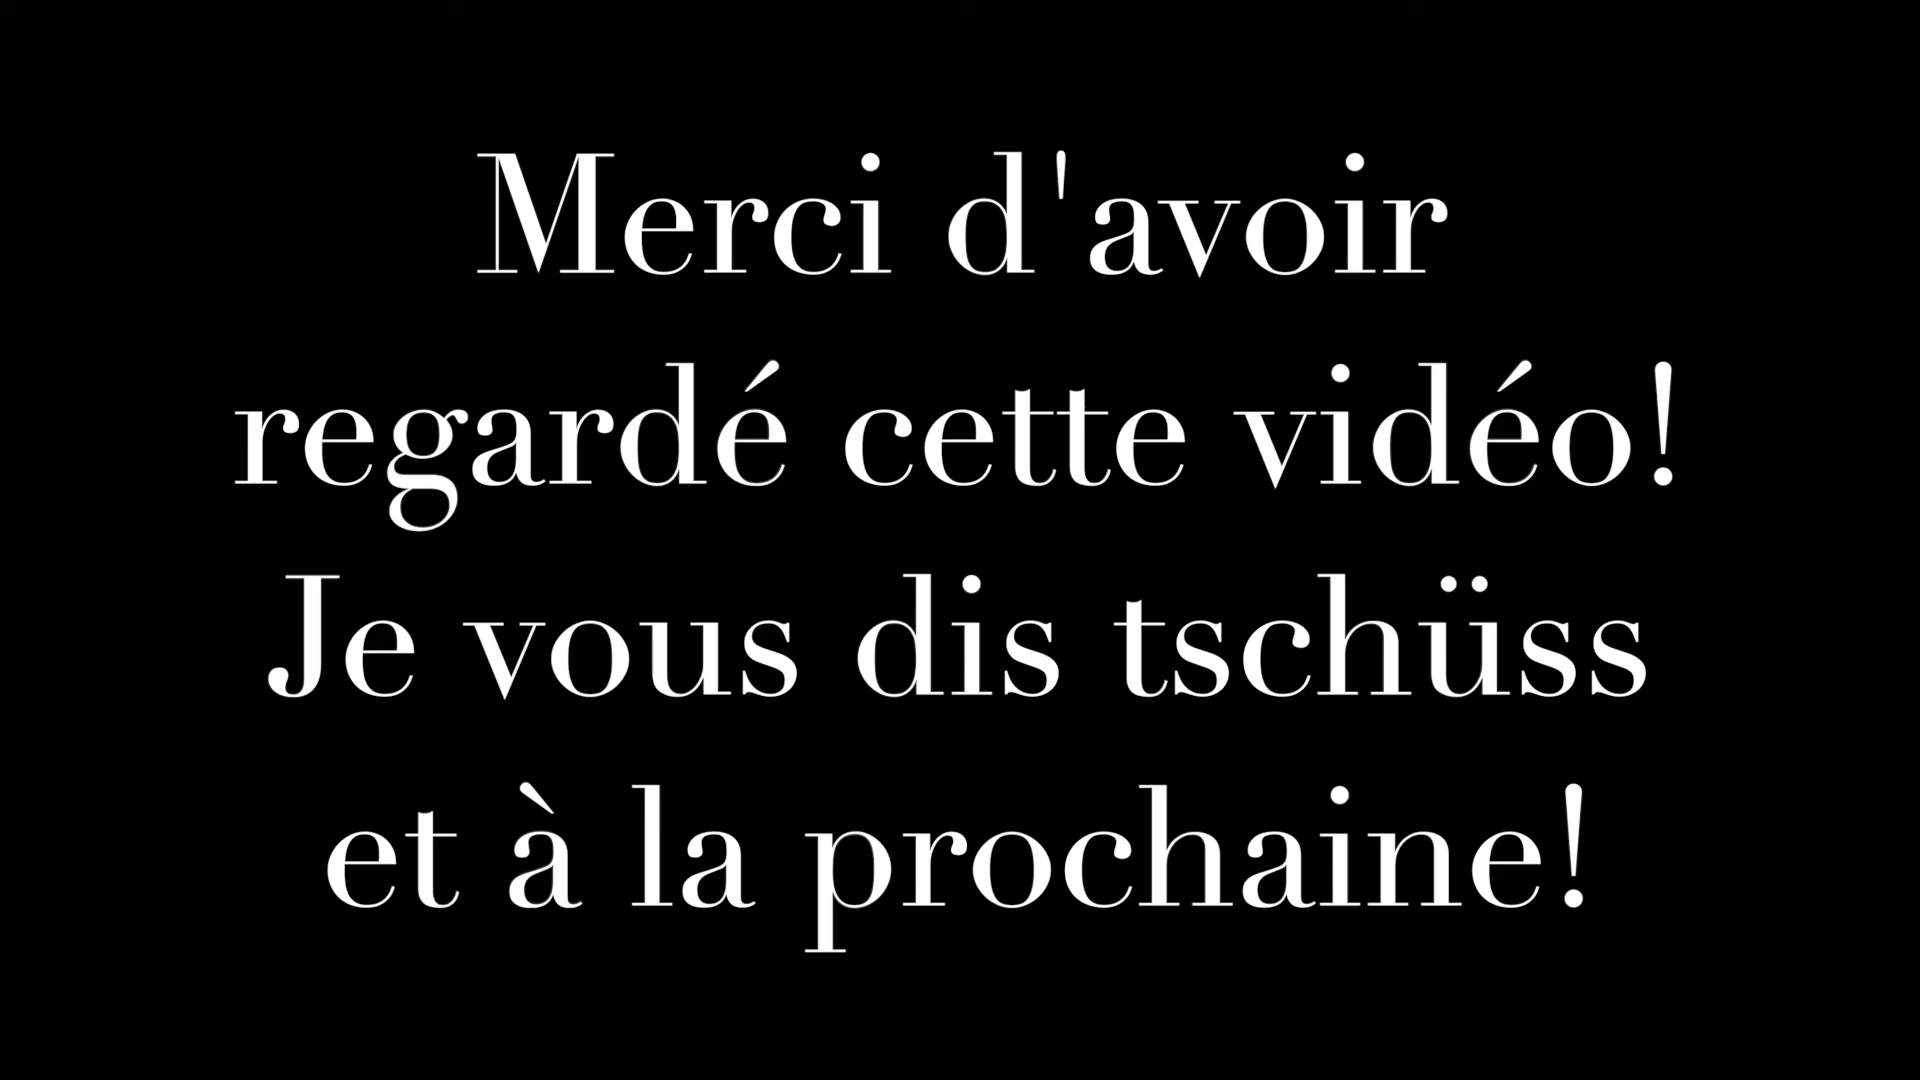 Merci d'avoir
regardé cette vidéo!
Je vous dis tschüss
et à la prochaine!